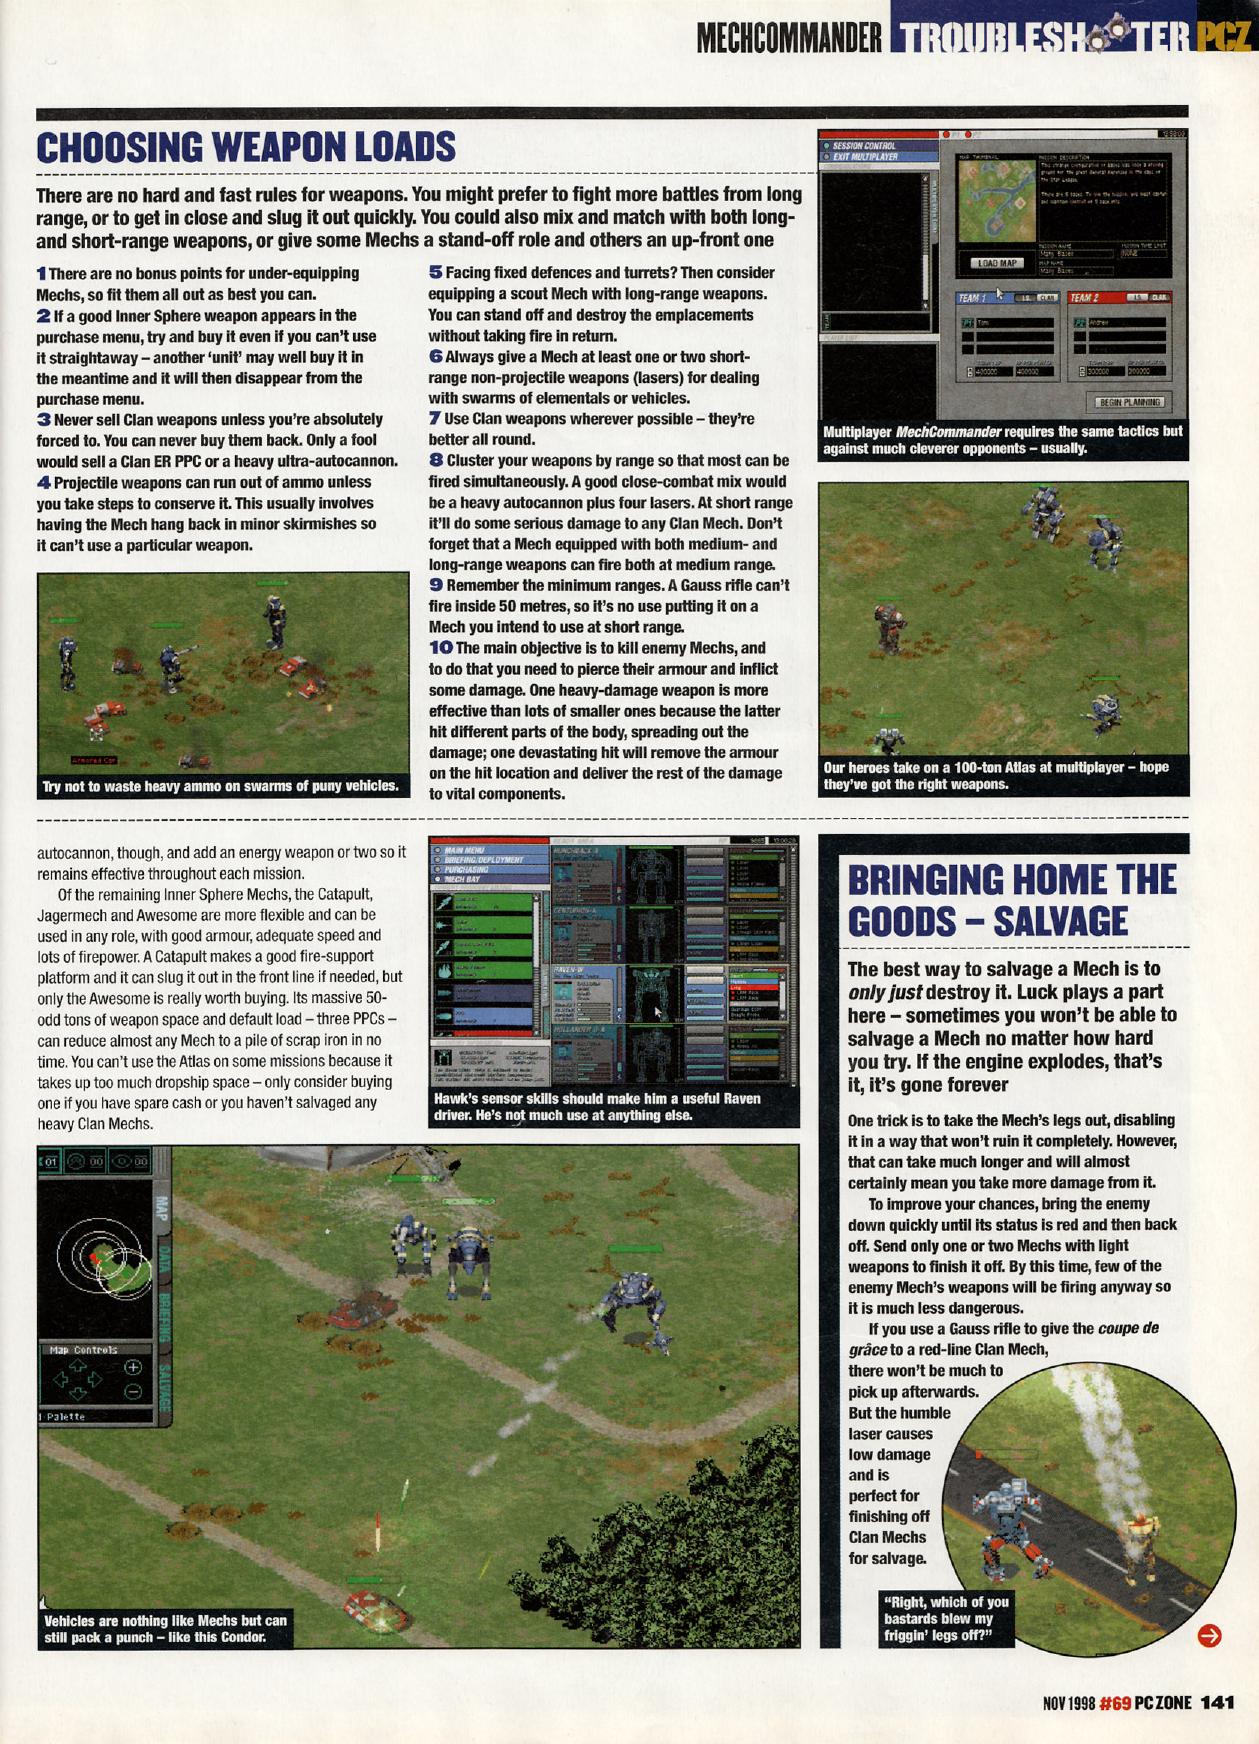 MECHCOMMANDER TROUBLESHOOTER PCZ
CHOOSING WEAPON LOADS
There are no hard and fast rules for weapons. You might prefer to fight more battles from long
range, or to get in close and slug it out quickly. You could also mix and match with both long-
and short-range weapons, or give some Mechs a stand-off role and others an up-front one
1 There are no bonus points for under-equipping
Mechs, so fit them all out as best you can.
2 If a good Inner Sphere weapon appears in the
purchase menu, try and buy it even if you can't use
it straightaway – another 'unit' may well buy it in
the meantime and it will then disappear from the
purchase menu.
3 Never sell Clan weapons unless you're absolutely
forced to. You can never buy them back. Only a fool
would sell a Clan ER PPC or a heavy ultra-autocannon.
4 Projectile weapons can run out of ammo unless
you take steps to conserve it. This usually involves
having the Mech hang back in minor skirmishes so
it can't use a particular weapon.
Armored Car
Try not to waste heavy ammo on swarms of puny vehicles.
5 Facing fixed defences and turrets? Then consider
equipping a scout Mech with long-range weapons.
You can stand off and destroy the emplacements
without taking fire in return.
6 Always give a Mech at least one or two short-
range non-projectile weapons (lasers) for dealing
with swarms of elementals or vehicles.
7 Use Clan weapons wherever possible – they're
better all round.
8 Cluster your weapons by range so that most can be
fired simultaneously. A good close-combat mix would
be a heavy autocannon plus four lasers. At short range
it'll do some serious damage to any Clan Mech. Don't
forget that a Mech equipped with both medium- and
long-range weapons can fire both at medium range.
9 Remember the minimum ranges. A Gauss rifle can't
fire inside 50 metres, so it's no use putting it on a
Mech you intend to use at short range.
10 The main objective is to kill enemy Mechs, and
to do that you need to pierce their armour and inflict
some damage. One heavy-damage weapon is more
effective than lots of smaller ones because the latter
hit different parts of the body, spreading out the
damage; one devastating hit will remove the armour
on the hit location and deliver the rest of the damage
to vital components.
SESSION CONTROL
EXIT MULTIPLAYER
MAP THUMBNAIL
MISSION DESCRIPTION
LOAD MAP
MISSION NAME
Many Bases
MISSION TIME LIMIT
NONE
MAP NAME
Many Bases
TEAM 1 I.S. CLAN
TEAM 2 I.S. CLAN
BEGIN PLANNING
Multiplayer MechCommander requires the same tactics but
against much cleverer opponents – usually.
Our heroes take on a 100-ton Atlas at multiplayer – hope
they've got the right weapons.
autocannon, though, and add an energy weapon or two so it
remains effective throughout each mission.
Of the remaining Inner Sphere Mechs, the Catapult,
Jagermech and Awesome are more flexible and can be
used in any role, with good armour, adequate speed and
lots of firepower. A Catapult makes a good fire-support
platform and it can slug it out in the front line if needed, but
only the Awesome is really worth buying. Its massive 50-
odd tons of weapon space and default load – three PPCs –
can reduce almost any Mech to a pile of scrap iron in no
time. You can't use the Atlas on some missions because it
takes up too much dropship space – only consider buying
one if you have spare cash or you haven't salvaged any
heavy Clan Mechs.
MAIN MENU
BRIEFING/DEPLOYMENT
PURCHASING
MECH BAY
CENTURION-A
RAVEN-W
Hawk's sensor skills should make him a useful Raven
driver. He's not much use at anything else.
01 00 00
MAP
DATA
BRIEFING
SALVAGE
Map Controls
Palette
Vehicles are nothing like Mechs but can
still pack a punch – like this Condor.
BRINGING HOME THE
GOODS – SALVAGE
The best way to salvage a Mech is to
only just destroy it. Luck plays a part
here – sometimes you won't be able to
salvage a Mech no matter how hard
you try. If the engine explodes, that's
it, it's gone forever
One trick is to take the Mech's legs out, disabling
it in a way that won't ruin it completely. However,
that can take much longer and will almost
certainly mean you take more damage from it.
To improve your chances, bring the enemy
down quickly until its status is red and then back
off. Send only one or two Mechs with light
weapons to finish it off. By this time, few of the
enemy Mech's weapons will be firing anyway so
it is much less dangerous.
If you use a Gauss rifle to give the coupe de
grâce to a red-line Clan Mech,
there won't be much to
pick up afterwards.
But the humble
laser causes
low damage
and is
perfect for
finishing off
Clan Mechs
for salvage.
"Right, which of you
bastards blew my
friggin' legs off?"
NOV 1998 #69 PC ZONE 141